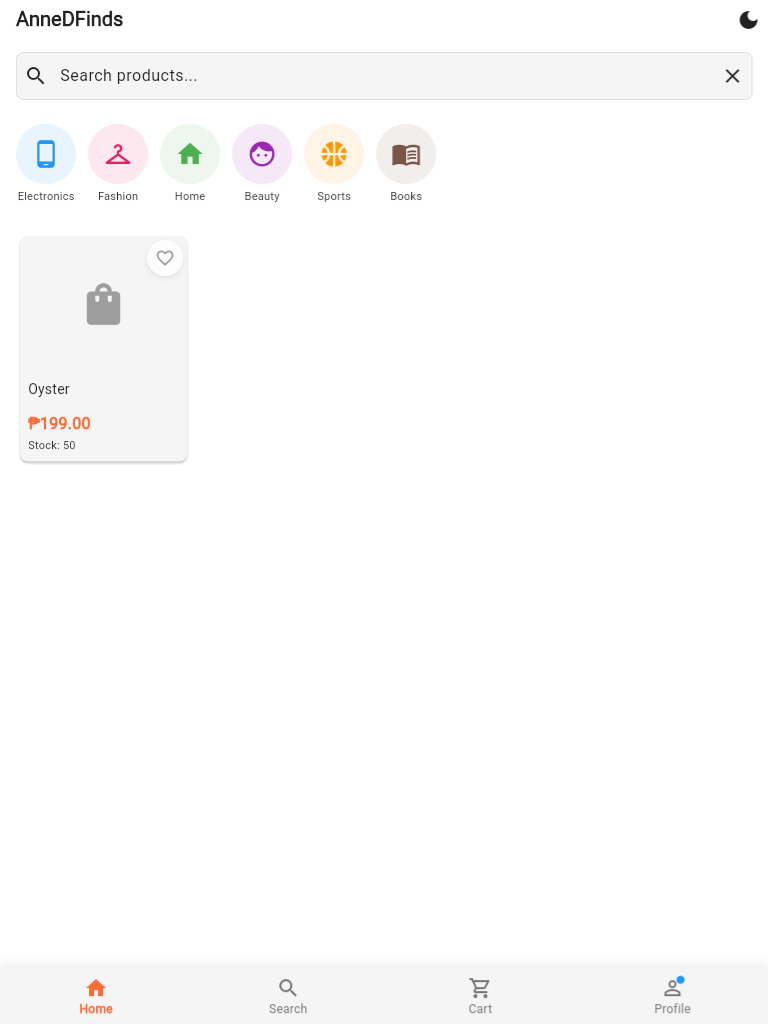 AnneDFinds
Search products...
Electronics
Fashion
Home
Beauty
Sports
Books
Oyster
₱199.00
Stock: 50
Home
Search
Cart
Profile